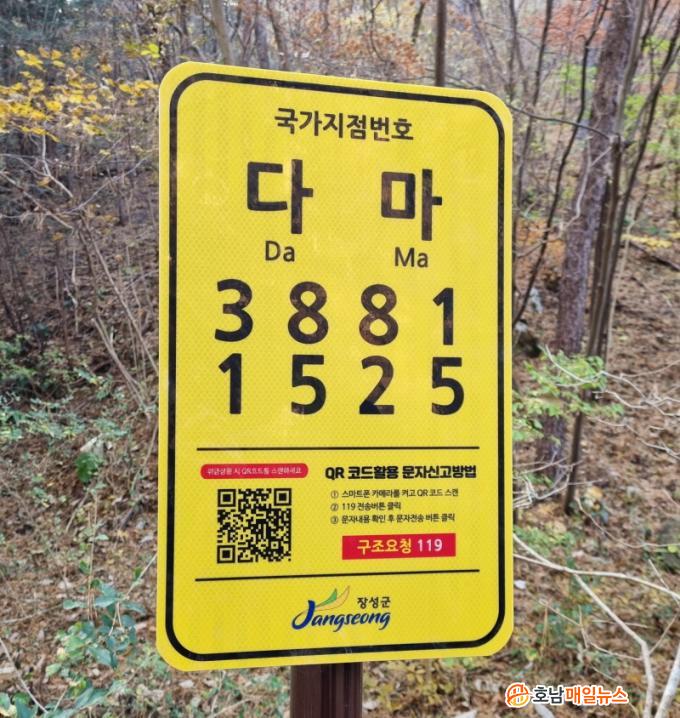 국가지점번호
다 마
Da Ma
3 8 8 1
1 5 2 5
위급상황 시 QR코드를 스캔하세요
QR 코드활용 문자신고방법
① 스마트폰 카메라를 켜고 QR 코드 스캔
② 119 전송버튼 클릭
③ 문자내용 확인 후 문자전송 버튼 클릭
구조요청 119
장성군
Jangseong
호남매일뉴스